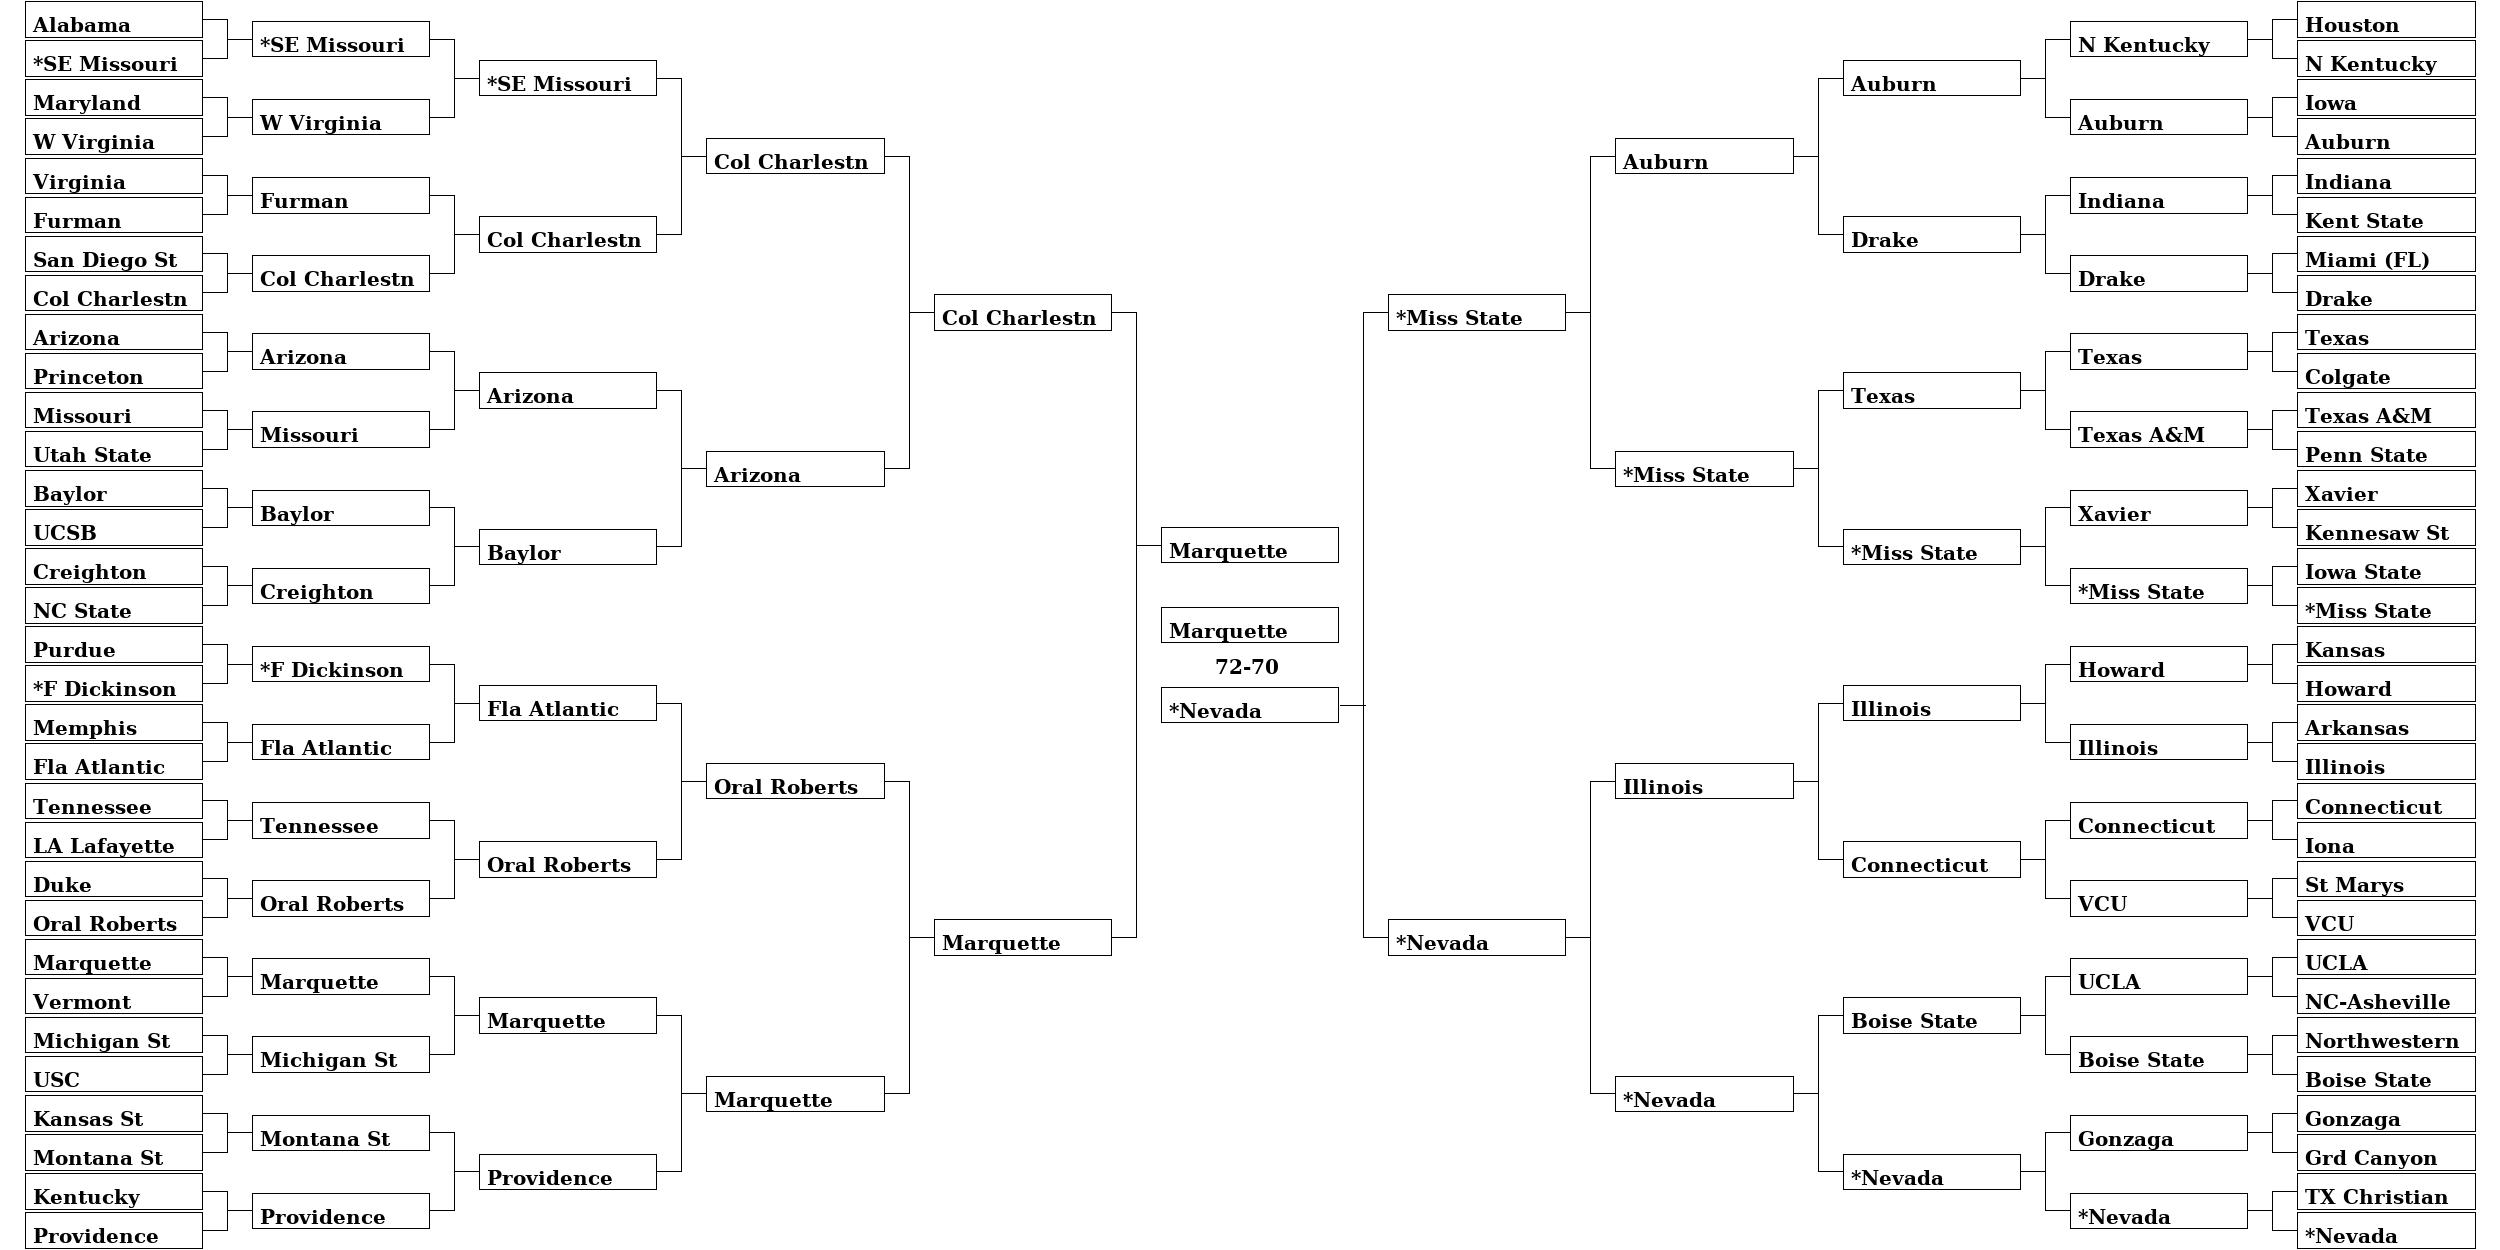 Alabama
*SE Missouri
Maryland
W Virginia
Virginia
Furman
San Diego St
Col Charlestn
Arizona
Princeton
Missouri
Utah State
Baylor
UCSB
Creighton
NC State
Purdue
*F Dickinson
Memphis
Fla Atlantic
Tennessee
LA Lafayette
Duke
Oral Roberts
Marquette
Vermont
Michigan St
USC
Kansas St
Montana St
Kentucky
Providence
*SE Missouri
W Virginia
Furman
Col Charlestn
Arizona
Missouri
Baylor
Creighton
*F Dickinson
Fla Atlantic
Tennessee
Oral Roberts
Marquette
Michigan St
Montana St
Providence
*SE Missouri
Col Charlestn
Arizona
Baylor
Fla Atlantic
Oral Roberts
Marquette
Providence
Col Charlestn
Arizona
Oral Roberts
Marquette
Col Charlestn
Marquette
Marquette
Marquette
72-70
*Nevada
*Miss State
*Nevada
Auburn
*Miss State
Illinois
*Nevada
Auburn
Drake
Texas
*Miss State
Illinois
Connecticut
Boise State
*Nevada
N Kentucky
Auburn
Indiana
Drake
Texas
Texas A&M
Xavier
*Miss State
Howard
Illinois
Connecticut
VCU
UCLA
Boise State
Gonzaga
*Nevada
Houston
N Kentucky
Iowa
Auburn
Indiana
Kent State
Miami (FL)
Drake
Texas
Colgate
Texas A&M
Penn State
Xavier
Kennesaw St
Iowa State
*Miss State
Kansas
Howard
Arkansas
Illinois
Connecticut
Iona
St Marys
VCU
UCLA
NC-Asheville
Northwestern
Boise State
Gonzaga
Grd Canyon
TX Christian
*Nevada